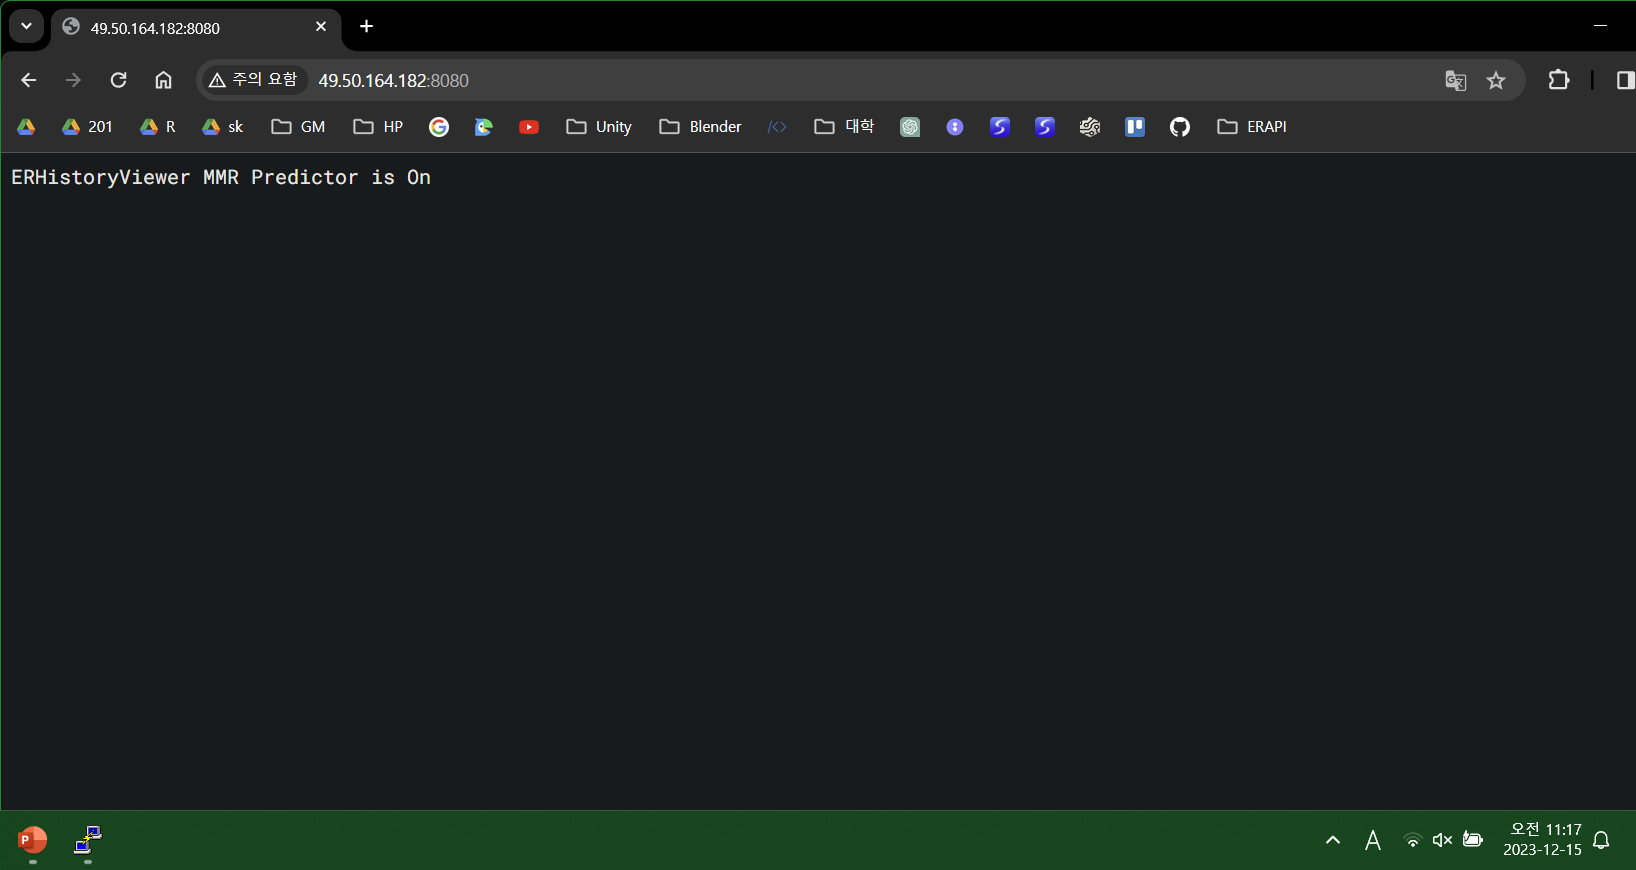 49.50.164.182:8080
주의 요함 49.50.164.182:8080
201 R sk GM HP Unity Blender 대학 ERAPI
ERHistoryViewer MMR Predictor is On
P A 오전 11:17
2023-12-15